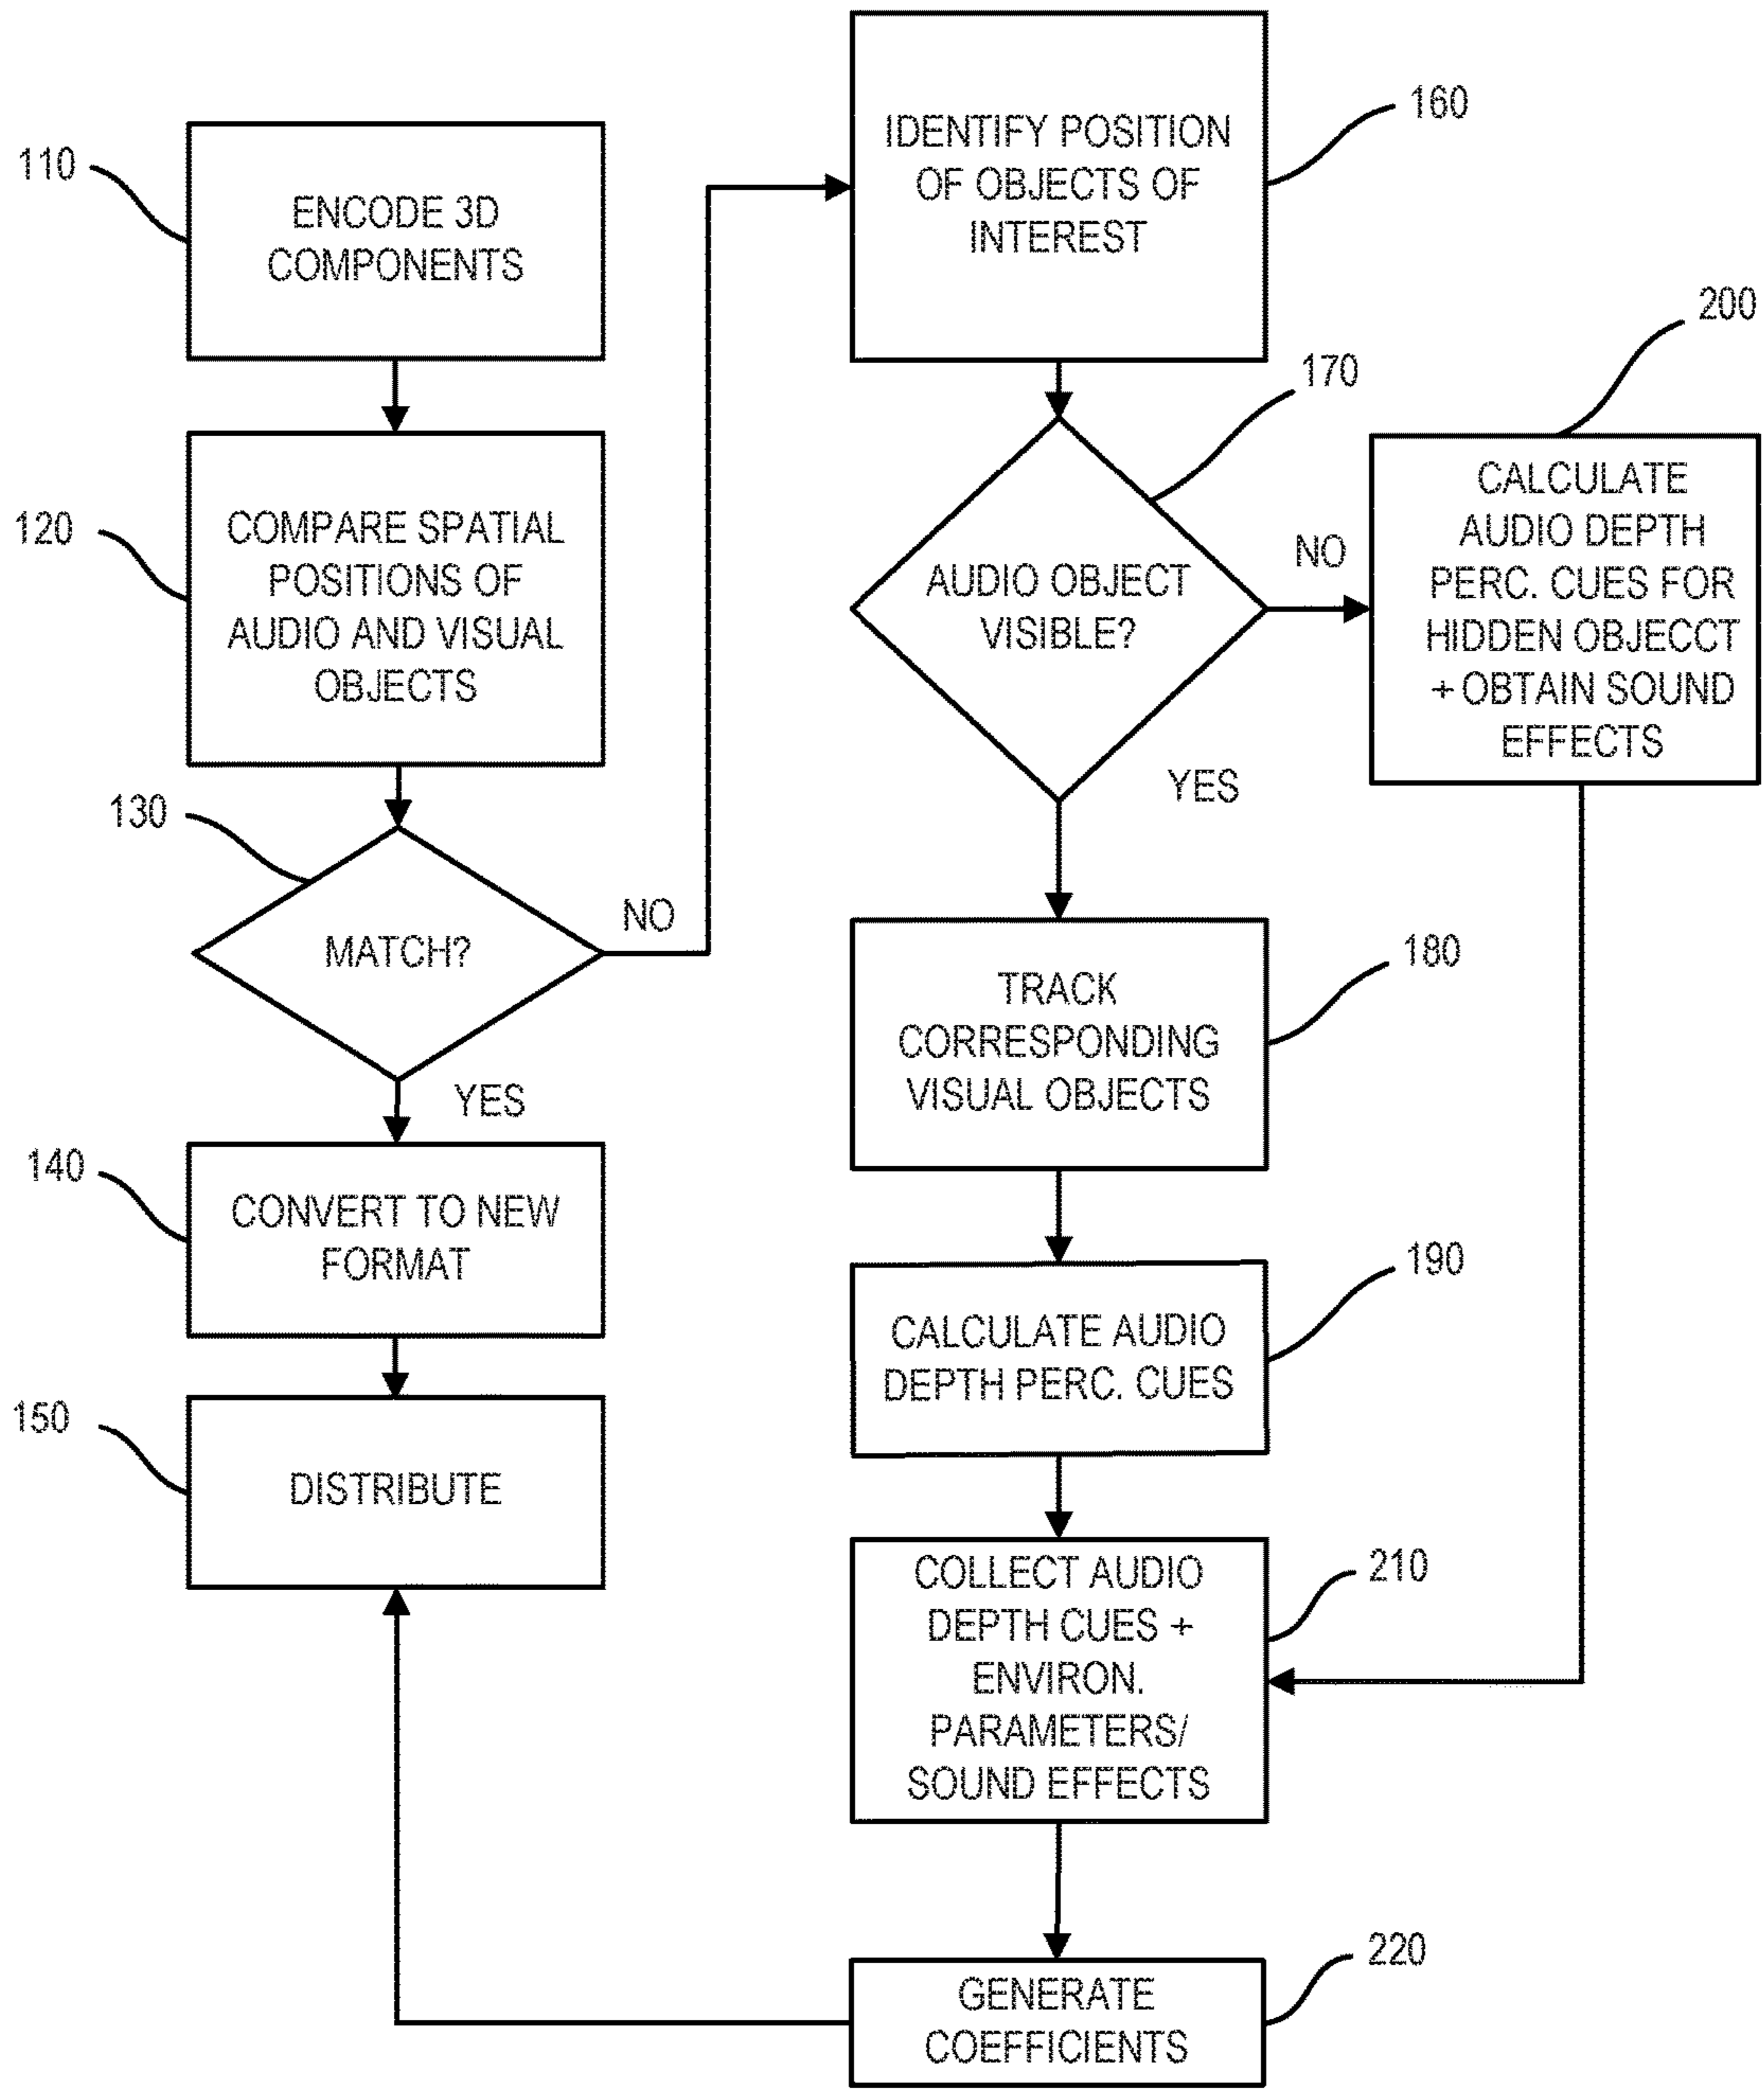 110
ENCODE 3D
COMPONENTS
120
COMPARE SPATIAL
POSITIONS OF
AUDIO AND VISUAL
OBJECTS
130
MATCH?
NO
YES
140
CONVERT TO NEW
FORMAT
150
DISTRIBUTE
160
IDENTIFY POSITION
OF OBJECTS OF
INTEREST
170
AUDIO OBJECT
VISIBLE?
NO
YES
200
CALCULATE
AUDIO DEPTH
PERC. CUES FOR
HIDDEN OBJECCT
+ OBTAIN SOUND
EFFECTS
180
TRACK
CORRESPONDING
VISUAL OBJECTS
190
CALCULATE AUDIO
DEPTH PERC. CUES
210
COLLECT AUDIO
DEPTH CUES +
ENVIRON.
PARAMETERS/
SOUND EFFECTS
220
GENERATE
COEFFICIENTS